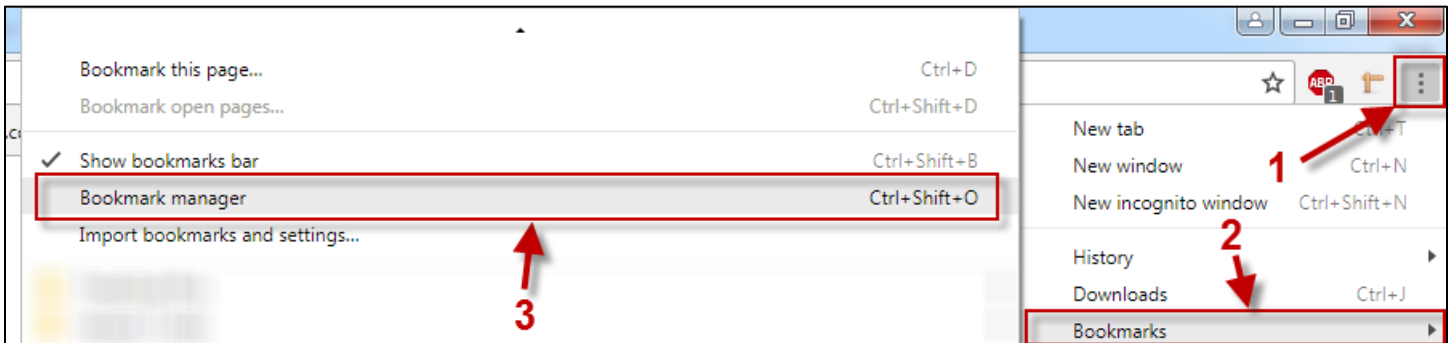 Bookmark this page... Ctrl+D
Bookmark open pages... Ctrl+Shift+D
Show bookmarks bar Ctrl+Shift+B
Bookmark manager Ctrl+Shift+O
Import bookmarks and settings...
3
ABP
1
New tab
New window Ctrl+N
New incognito window Ctrl+Shift+N
History
Downloads Ctrl+J
Bookmarks
1
2